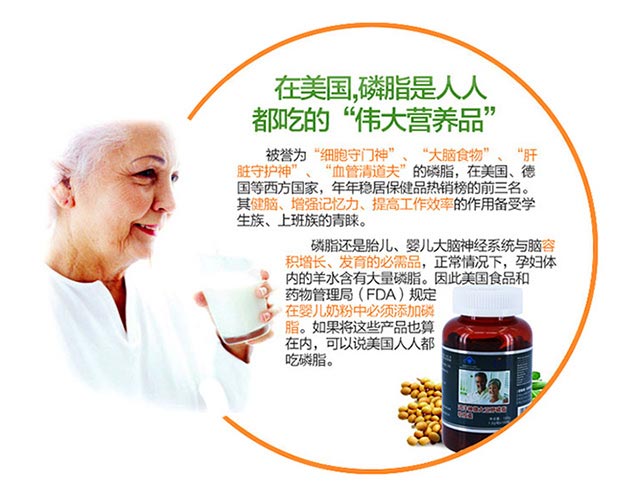 在美国,磷脂是人人
都吃的“伟大营养品”
被誉为“细胞守门神”、“大脑食物”、“肝
脏守护神”、“血管清道夫”的磷脂，在美国、德
国等西方国家，年年稳居保健品热销榜的前三名。
其健脑、增强记忆力、提高工作效率的作用备受学
生族、上班族的青睐。
磷脂还是胎儿、婴儿大脑神经系统与脑容
积增长、发育的必需品，正常情况下，孕妇体
内的羊水含有大量磷脂。因此美国食品和
药物管理局（FDA）规定
在婴儿奶粉中必须添加磷
脂。如果将这些产品也算
在内，可以说美国人人都
吃磷脂。